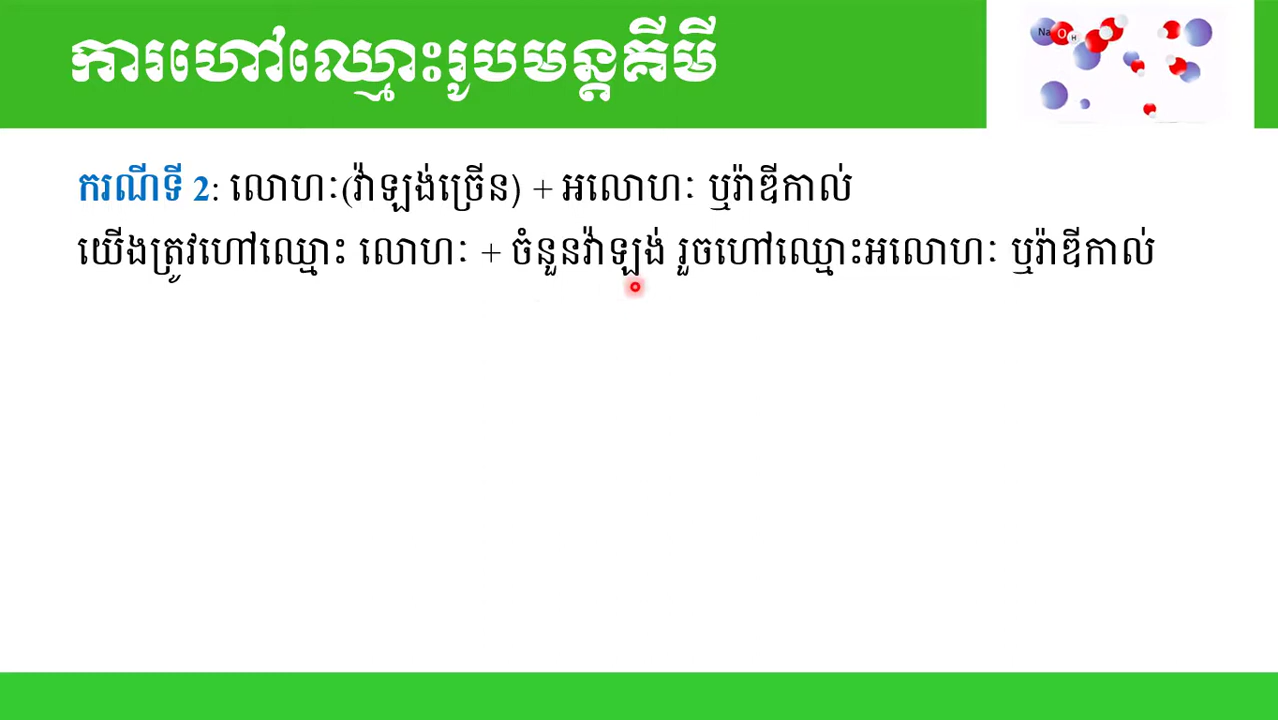 ការហៅឈ្មោះរូបមន្តគីមី
Na O H
ករណីទី 2: លោហៈ(វ៉ាឡង់ច្រើន) + អលោហៈ ឬរ៉ាឌីកាល់
យើងត្រូវហៅឈ្មោះ លោហៈ + ចំនួនវ៉ាឡង់ រួចហៅឈ្មោះអលោហៈ ឬរ៉ាឌីកាល់